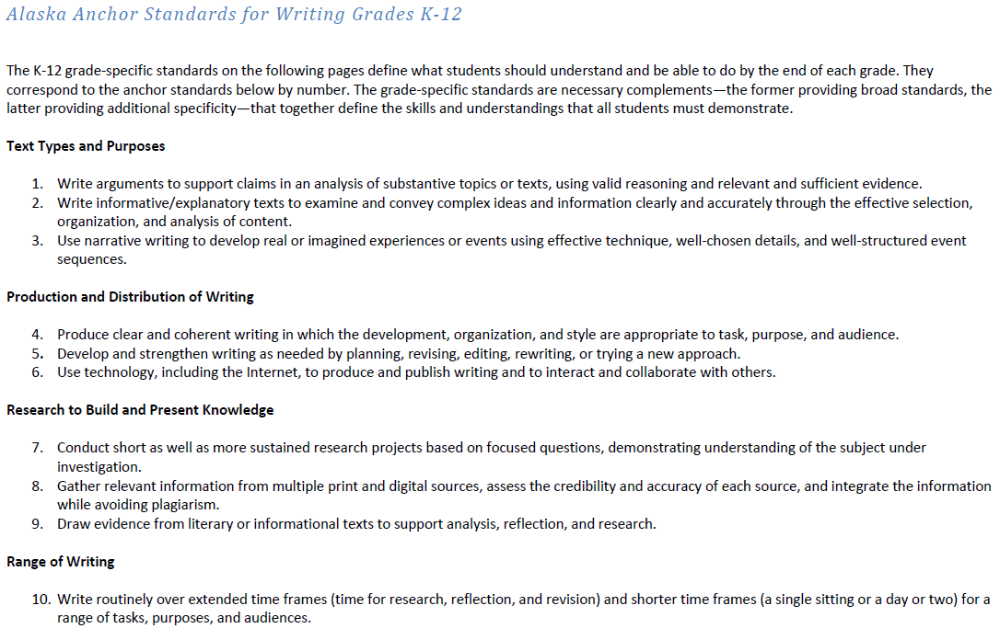 Alaska Anchor Standards for Writing Grades K-12
The K-12 grade-specific standards on the following pages define what students should understand and be able to do by the end of each grade. They
correspond to the anchor standards below by number. The grade-specific standards are necessary complements—the former providing broad standards, the
latter providing additional specificity—that together define the skills and understandings that all students must demonstrate.
Text Types and Purposes
1. Write arguments to support claims in an analysis of substantive topics or texts, using valid reasoning and relevant and sufficient evidence.
2. Write informative/explanatory texts to examine and convey complex ideas and information clearly and accurately through the effective selection,
organization, and analysis of content.
3. Use narrative writing to develop real or imagined experiences or events using effective technique, well-chosen details, and well-structured event
sequences.
Production and Distribution of Writing
4. Produce clear and coherent writing in which the development, organization, and style are appropriate to task, purpose, and audience.
5. Develop and strengthen writing as needed by planning, revising, editing, rewriting, or trying a new approach.
6. Use technology, including the Internet, to produce and publish writing and to interact and collaborate with others.
Research to Build and Present Knowledge
7. Conduct short as well as more sustained research projects based on focused questions, demonstrating understanding of the subject under
investigation.
8. Gather relevant information from multiple print and digital sources, assess the credibility and accuracy of each source, and integrate the information
while avoiding plagiarism.
9. Draw evidence from literary or informational texts to support analysis, reflection, and research.
Range of Writing
10. Write routinely over extended time frames (time for research, reflection, and revision) and shorter time frames (a single sitting or a day or two) for a
range of tasks, purposes, and audiences.